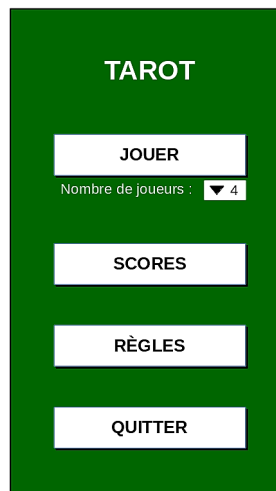 TAROT
JOUER
Nombre de joueurs : 4
SCORES
RÈGLES
QUITTER